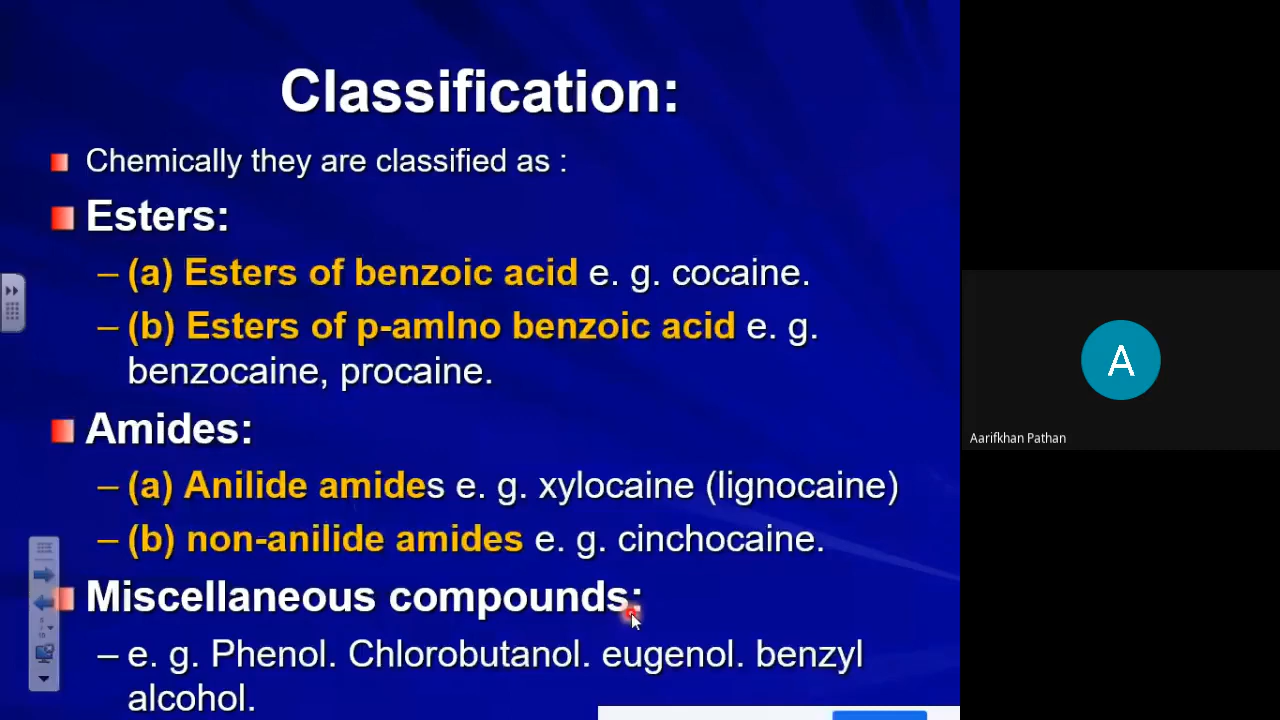 Classification:
Chemically they are classified as :
Esters:
– (a) Esters of benzoic acid e. g. cocaine.
– (b) Esters of p-amIno benzoic acid e. g.
benzocaine, procaine.
Amides:
– (a) Anilide amides e. g. xylocaine (lignocaine)
– (b) non-anilide amides e. g. cinchocaine.
Miscellaneous compounds:
– e. g. Phenol. Chlorobutanol. eugenol. benzyl
alcohol.
A
Aarifkhan Pathan